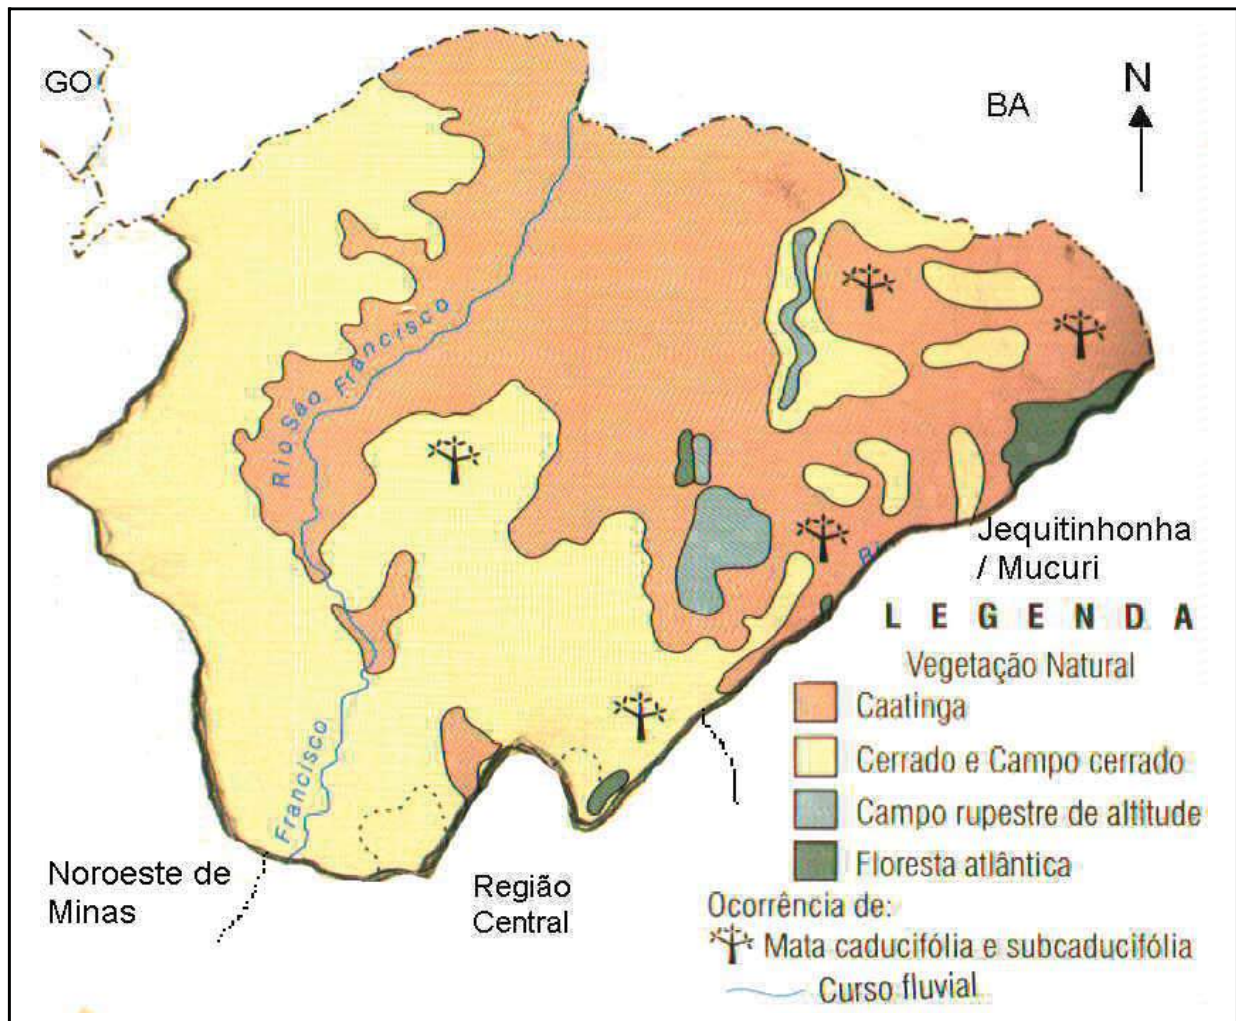 GO
BA
N
Rio São Francisco
Francisco
Jequitinhonha
/ Mucuri
L E G E N D A
Vegetação Natural
Caatinga
Cerrado e Campo cerrado
Campo rupestre de altitude
Floresta atlântica
Noroeste de
Minas
Região
Central
Ocorrência de:
Mata caducifólia e subcaducifólia
Curso fluvial